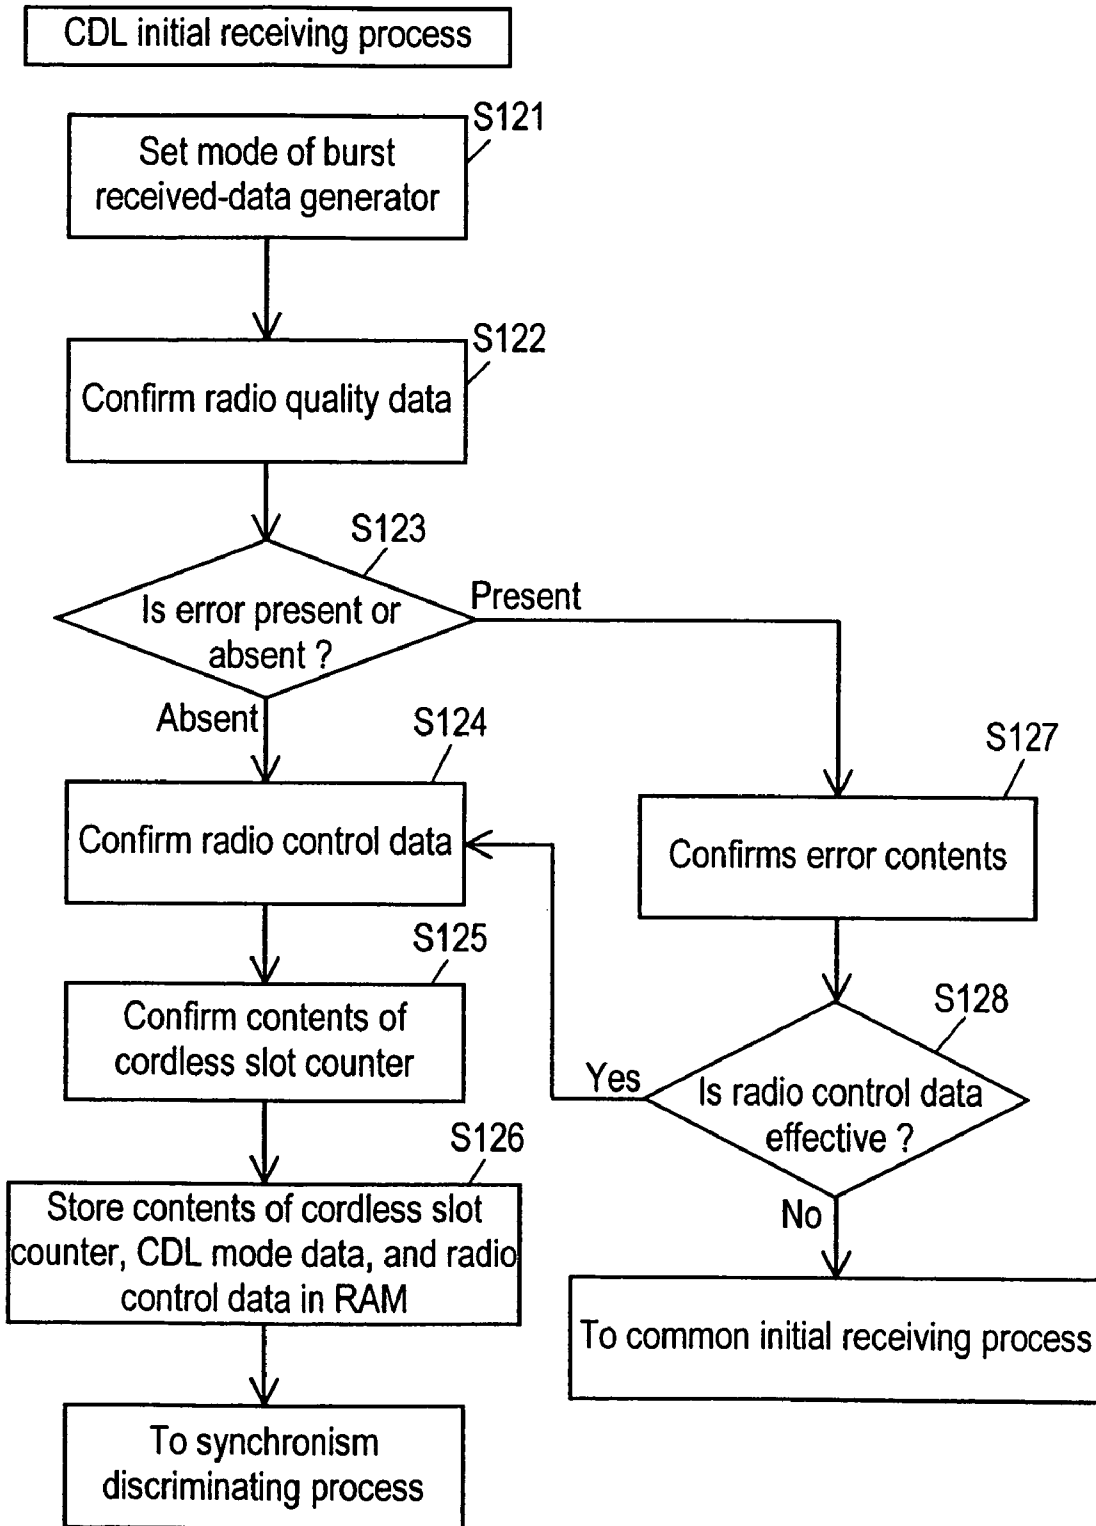 CDL initial receiving process
S121
Set mode of burst
received-data generator
S122
Confirm radio quality data
S123
Is error present or
absent ?
Present
Absent
S124
Confirm radio control data
S127
Confirms error contents
S125
Confirm contents of
cordless slot counter
S128
Is radio control data
effective ?
Yes
No
S126
Store contents of cordless slot
counter, CDL mode data, and radio
control data in RAM
To common initial receiving process
To synchronism
discriminating process